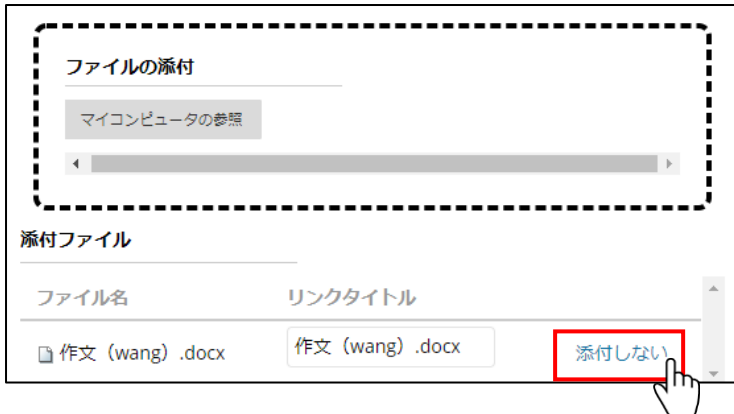 ファイルの添付
マイコンピュータの参照
添付ファイル
ファイル名 リンクタイトル
作文（wang）.docx 作文（wang）.docx 添付しない